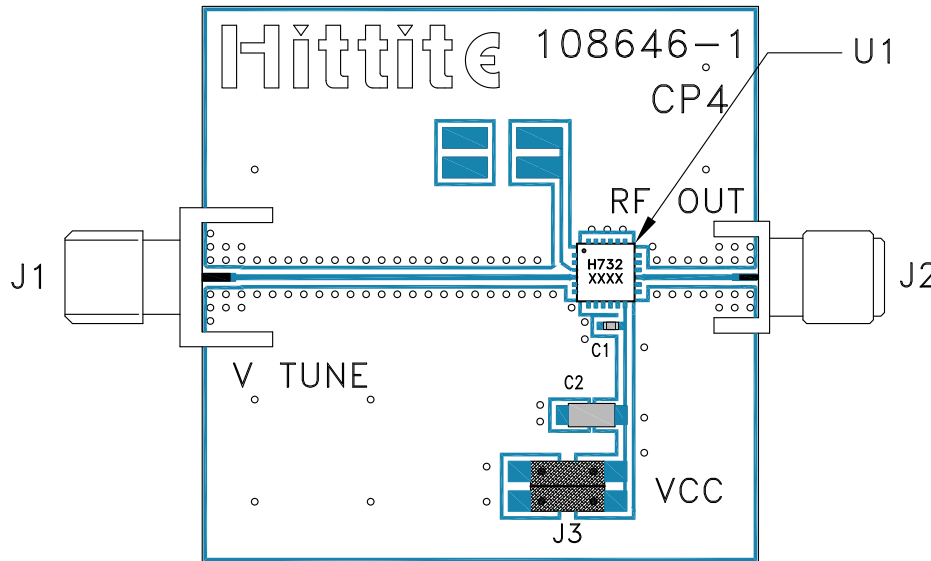 Hittite 108646-1
U1
CP4
RF OUT
H732
XXXX
J1
J2
C1
V TUNE
C2
VCC
J3